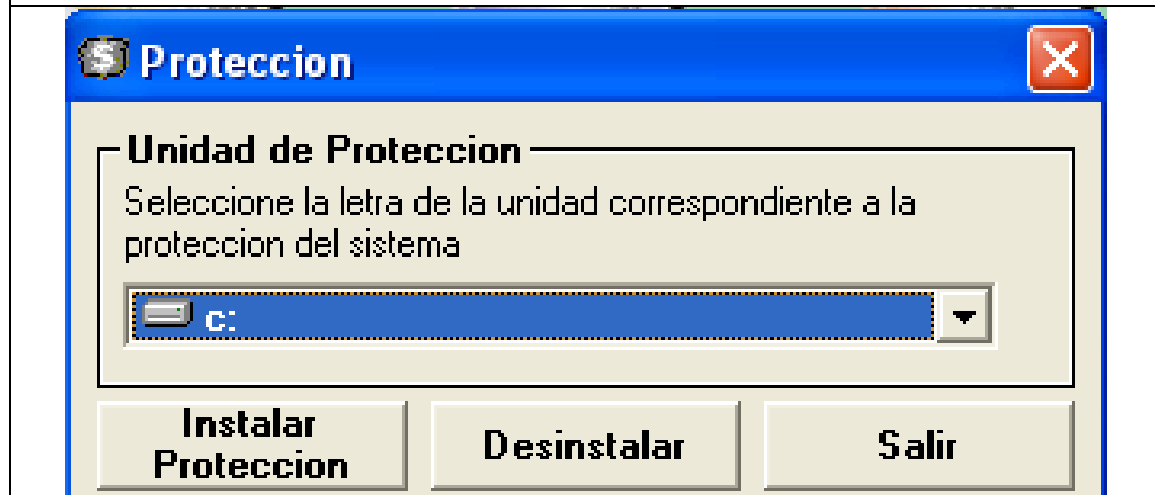 Proteccion
Unidad de Proteccion
Seleccione la letra de la unidad correspondiente a la
proteccion del sistema
c:
Instalar
Proteccion
Desinstalar
Salir